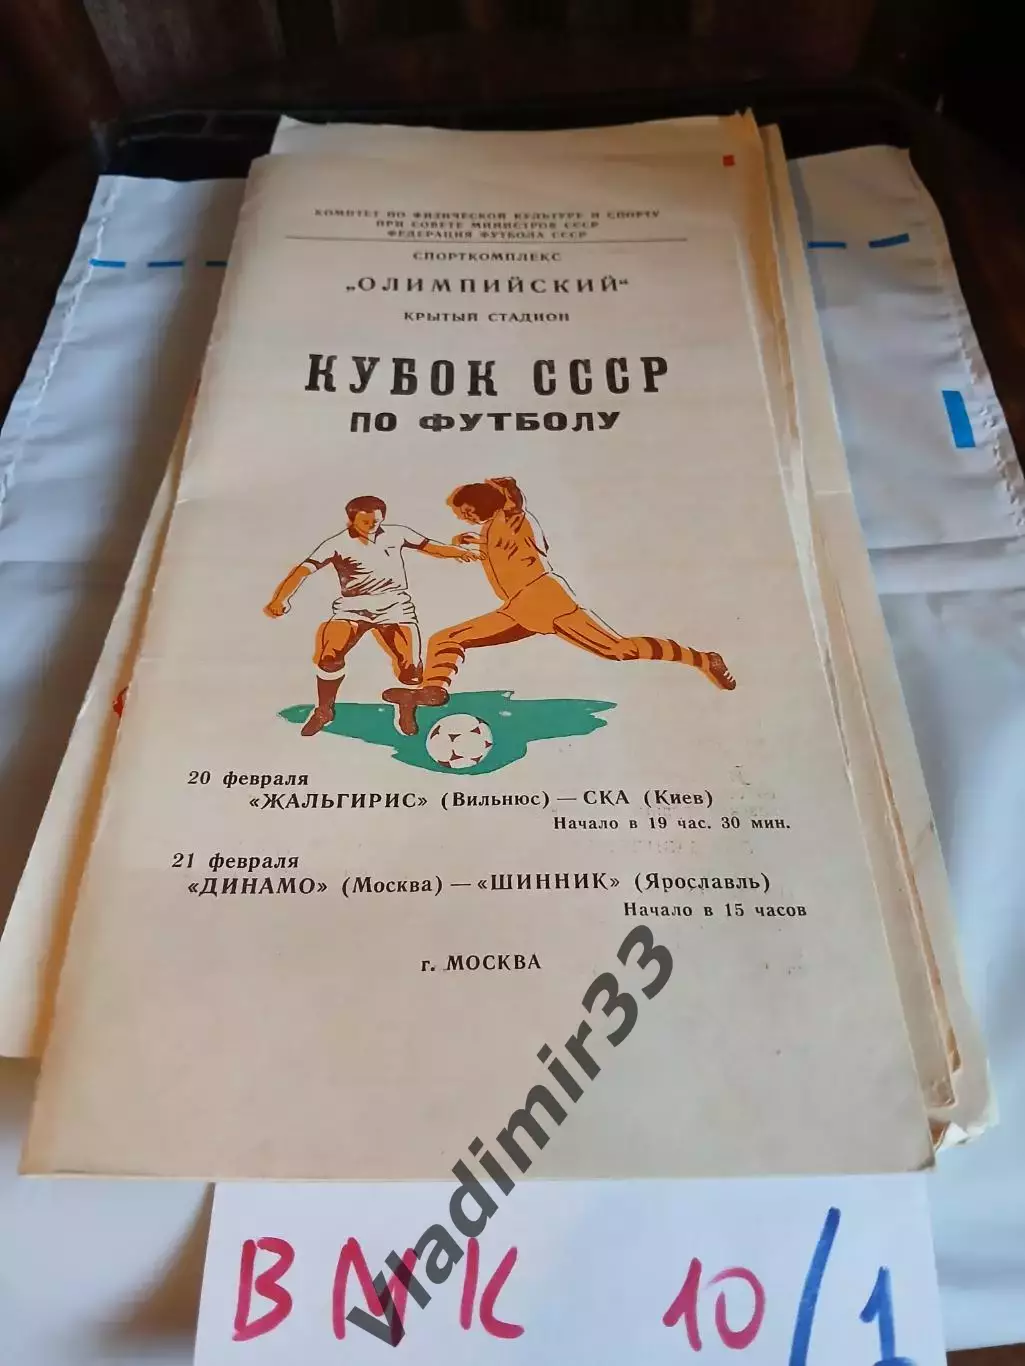 КОМИТЕТ ПО ФИЗИЧЕСКОЙ КУЛЬТУРЕ И СПОРТУ
ПРИ СОВЕТЕ МИНИСТРОВ СССР
ФЕДЕРАЦИЯ ФУТБОЛА СССР
СПОРТКОМПЛЕКС
„ОЛИМПИЙСКИЙ“
КРЫТЫЙ СТАДИОН
КУБОК СССР
ПО ФУТБОЛУ
20 февраля
«ЖАЛЬГИРИС» (Вильнюс) — СКА (Киев)
Начало в 19 час. 30 мин.
21 февраля
«ДИНАМО» (Москва) — «ШИННИК» (Ярославль)
Начало в 15 часов
г. МОСКВА
vladimir33
ВМК 10/1